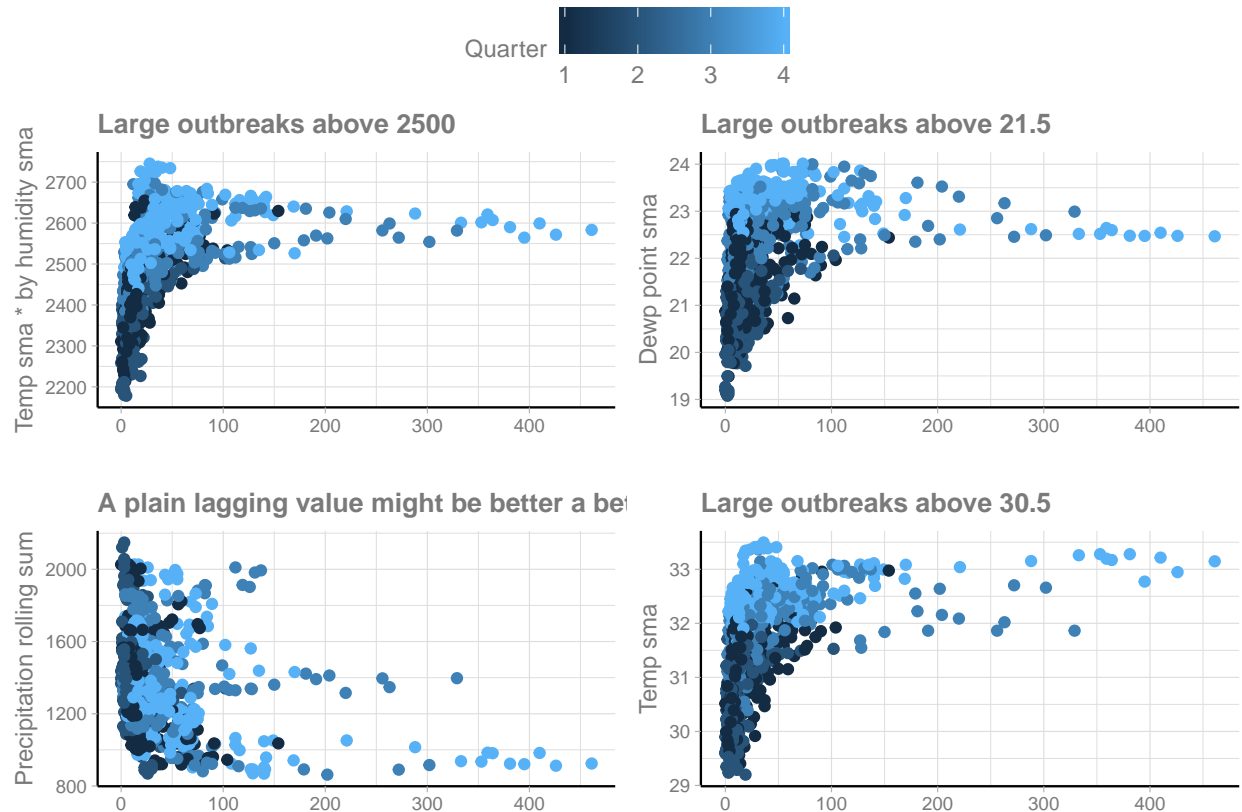 Quarter
1 2 3 4
Large outbreaks above 2500
Temp sma * by humidity sma
2700
2600
2500
2400
2300
2200
0 100 200 300 400
Large outbreaks above 21.5
Dewp point sma
24
23
22
21
20
19
0 100 200 300 400
A plain lagging value might be better a bet
Precipitation rolling sum
2000
1600
1200
800
0 100 200 300 400
Large outbreaks above 30.5
Temp sma
33
32
31
30
29
0 100 200 300 400